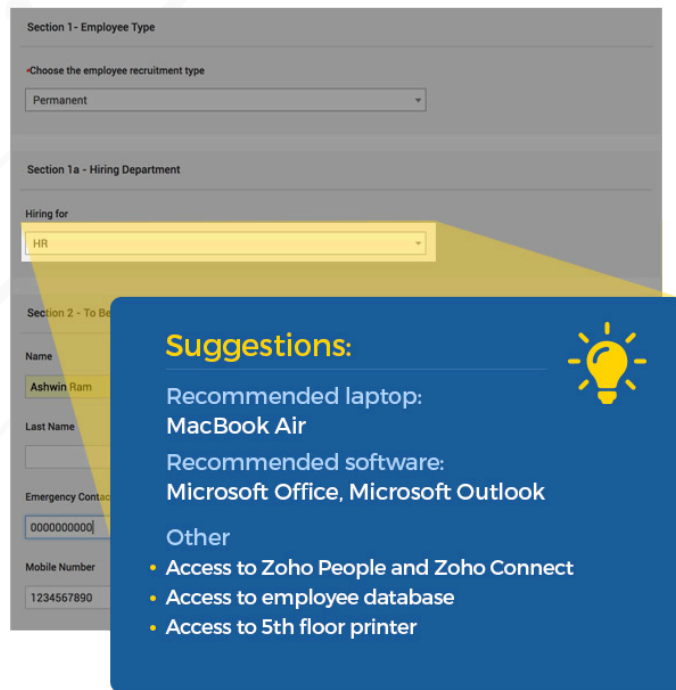 Section 1- Employee Type
•Choose the employee recruitment type
Permanent
Section 1a - Hiring Department
Hiring for
HR
Section 2 - To Be
Name
Ashwin Ram
Last Name
Emergency Contac
0000000000
Mobile Number
1234567890
Suggestions:
Recommended laptop:
MacBook Air
Recommended software:
Microsoft Office, Microsoft Outlook
Other
• Access to Zoho People and Zoho Connect
• Access to employee database
• Access to 5th floor printer